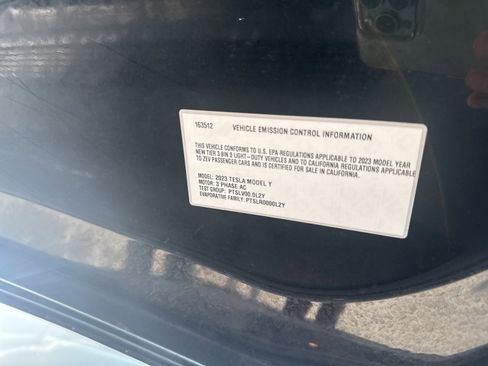 163512 VEHICLE EMISSION CONTROL INFORMATION
THIS VEHICLE CONFORMS TO U.S. EPA REGULATIONS APPLICABLE TO 2023 MODEL YEAR
NEW TIER 3 BIN 0 LIGHT-DUTY VEHICLES AND TO CALIFORNIA REGULATIONS APPLICABLE
TO ZEV PASSENGER CARS AND IS CERTIFIED FOR SALE IN CALIFORNIA.
MODEL: 2023 TESLA MODEL Y
MOTOR: 3 PHASE AC
TEST GROUP: PTSLV00.0L2Y
EVAPORATIVE FAMILY: PTSLR0000L2Y